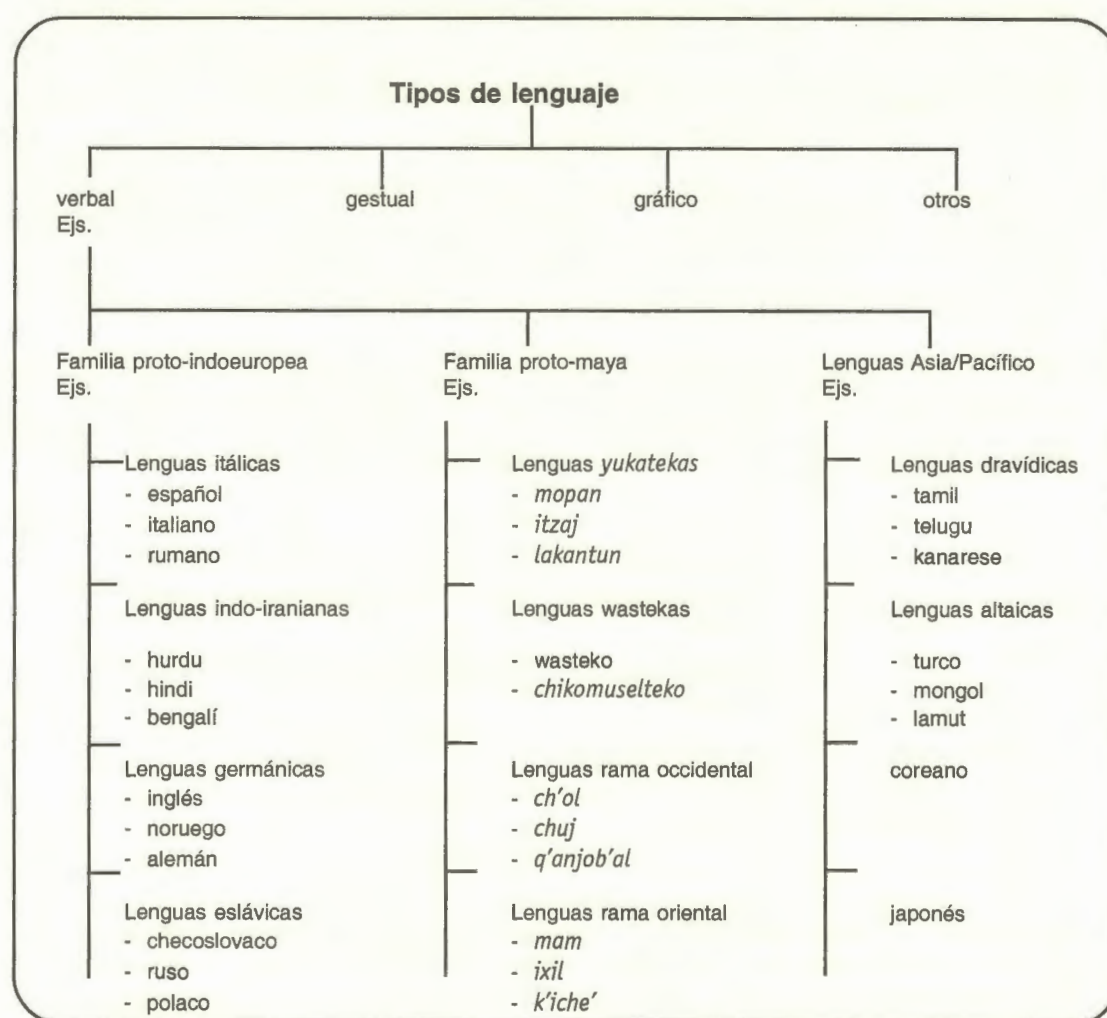 Tipos de lenguaje
verbal
Ejs.
gestual
gráfico
otros
Familia proto-indoeuropea
Ejs.
Lenguas itálicas
- español
- italiano
- rumano
Lenguas indo-iranianas
- hurdu
- hindi
- bengalí
Lenguas germánicas
- inglés
- noruego
- alemán
Lenguas eslávicas
- checoslovaco
- ruso
- polaco
Familia proto-maya
Ejs.
Lenguas yukatekas
- mopan
- itzaj
- lakantun
Lenguas wastekas
- wasteko
- chikomuselteko
Lenguas rama occidental
- ch'ol
- chuj
- q'anjob'al
Lenguas rama oriental
- mam
- ixil
- k'iche'
Lenguas Asia/Pacífico
Ejs.
Lenguas dravídicas
- tamil
- telugu
- kanarese
Lenguas altaicas
- turco
- mongol
- lamut
coreano
japonés